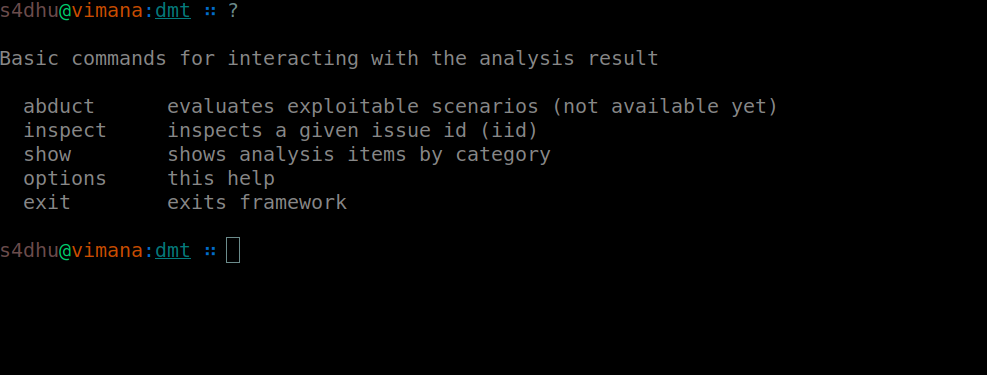 s4dhu@vimana:dmt :: ?
Basic commands for interacting with the analysis result
abduct evaluates exploitable scenarios (not available yet)
inspect inspects a given issue id (iid)
show shows analysis items by category
options this help
exit exits framework
s4dhu@vimana:dmt ::